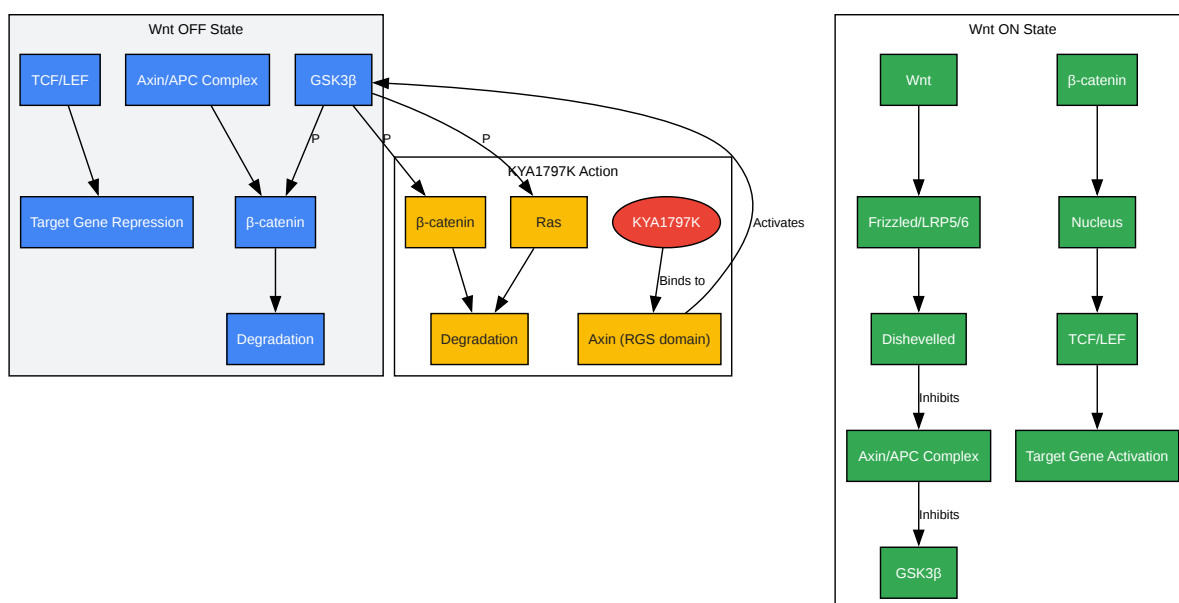 Wnt OFF State
TCF/LEF
Axin/APC Complex
GSK3β
P
P
P
Target Gene Repression
β-catenin
Degradation
KYA1797K Action
β-catenin
Ras
KYA1797K
Activates
Binds to
Degradation
Axin (RGS domain)
Wnt ON State
Wnt
β-catenin
Frizzled/LRP5/6
Nucleus
Dishevelled
TCF/LEF
Inhibits
Axin/APC Complex
Target Gene Activation
Inhibits
GSK3β